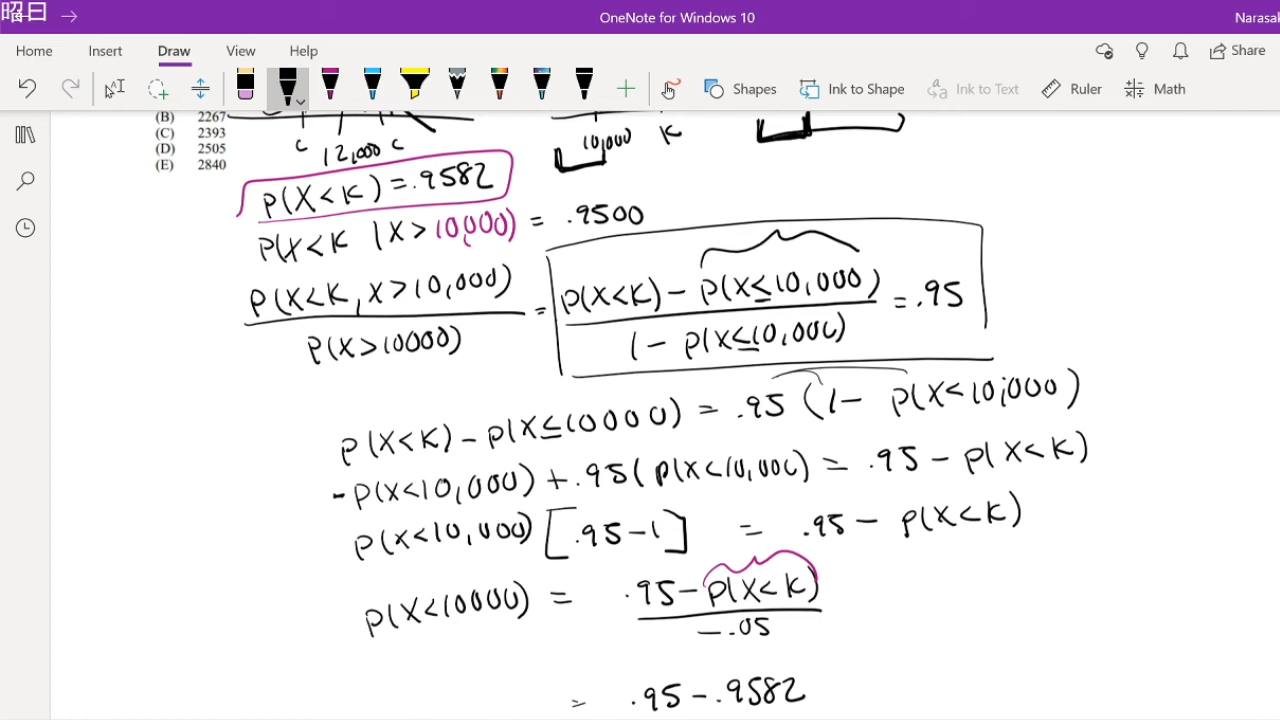 昭日
OneNote for Windows 10
Narasak
Home Insert Draw View Help Share
Shapes Ink to Shape Ink to Text Ruler Math
(B) 2267
(C) 2393
(D) 2505
(E) 2840
c 12,000 c
10,000 K
P(X<K) = .9582
P(X<K |X>10,000) = .9500
P(X<K, X>10,000) / P(X>10000) = P(X<K) - P(X≤10,000) / 1 - P(X≤10,000) = .95
P(X<K) - P(X≤10000) = .95 (1 - P(X<10,000)
- P(X<10,000) + .95( P(X<10,000) = .95 - P(X<K)
P(X<10,000) [.95-1] = .95 - P(X<K)
P(X<10000) = .95 - P(X<K) / -.05
= .95 - .9582